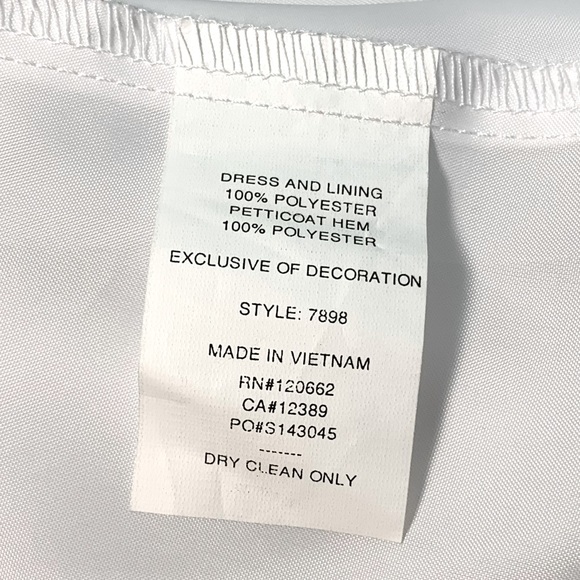 DRESS AND LINING
100% POLYESTER
PETTICOAT HEM
100% POLYESTER
EXCLUSIVE OF DECORATION
STYLE: 7898
MADE IN VIETNAM
RN#120662
CA#12389
PO#S143045
-------
DRY CLEAN ONLY